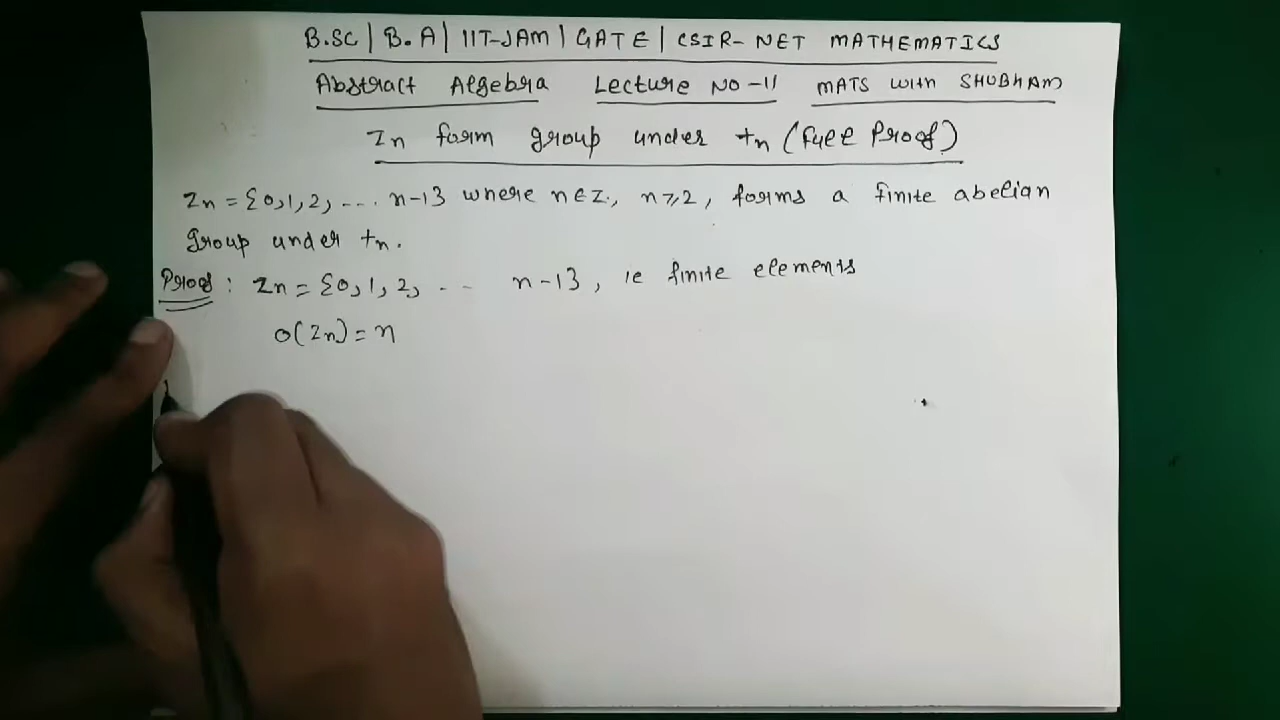 B.SC | B.A | IIT-JAM | GATE | CSIR-NET MATHEMATICS
Abstract Algebra Lecture No-11 MATS with SHUBHAM
Zn form group under +n (full Proof)
Zn = {0, 1, 2, ... n-1} where n∈Z, n≥2, forms a finite abelian
group under +n.
Proof: Zn = {0, 1, 2, .. n-1}, ie finite elements
O(Zn) = n